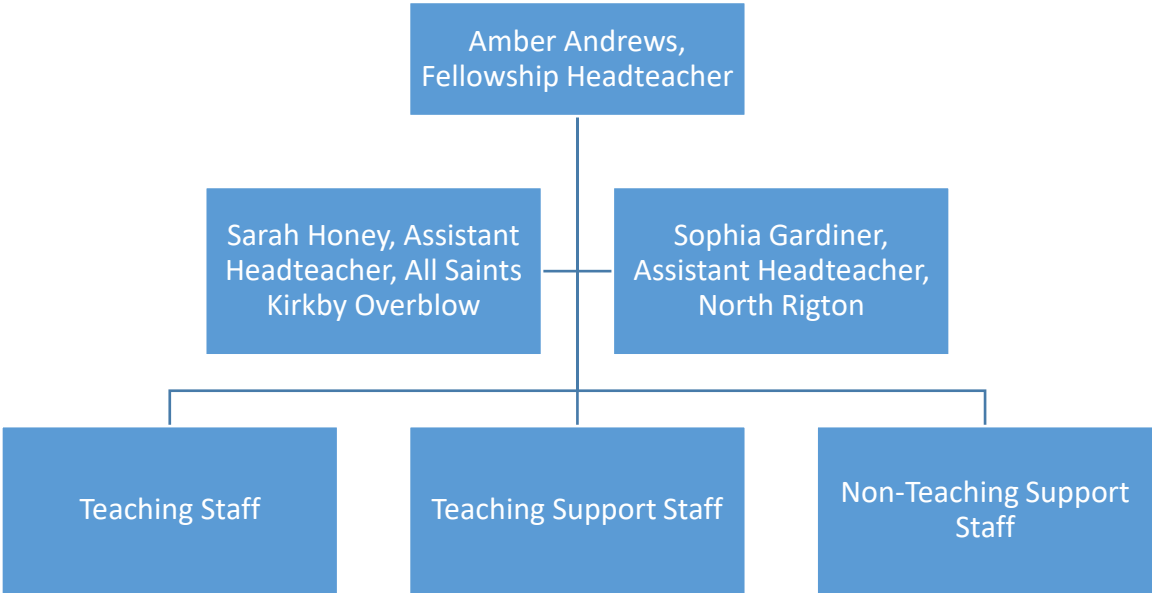 Amber Andrews,
Fellowship Headteacher
Sarah Honey, Assistant
Headteacher, All Saints
Kirkby Overblow
Sophia Gardiner,
Assistant Headteacher,
North Rigton
Teaching Staff
Teaching Support Staff
Non-Teaching Support
Staff